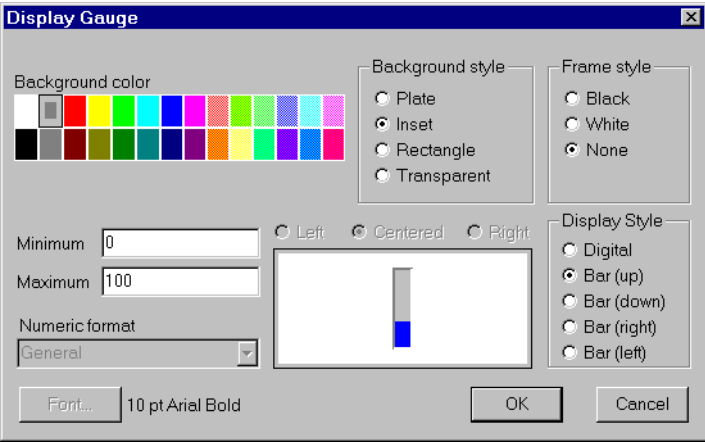 Display Gauge
Background color
Background style
Plate
Inset
Rectangle
Transparent
Frame style
Black
White
None
Minimum 0
Maximum 100
Numeric format
General
Left Centered Right
Display Style
Digital
Bar (up)
Bar (down)
Bar (right)
Bar (left)
Font... 10 pt Arial Bold
OK Cancel